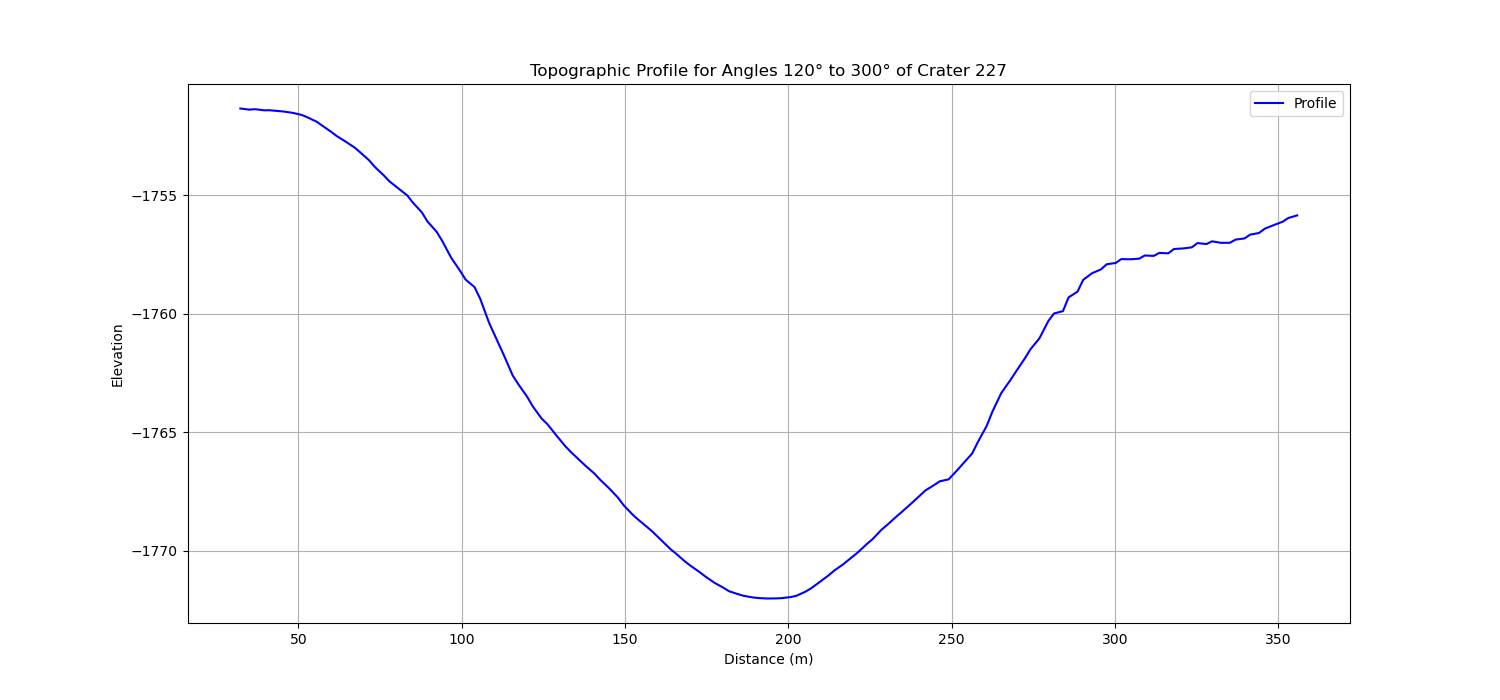 Topographic Profile for Angles 120° to 300° of Crater 227
Profile
−1755
−1760
−1765
−1770
Elevation
50 100 150 200 250 300 350
Distance (m)